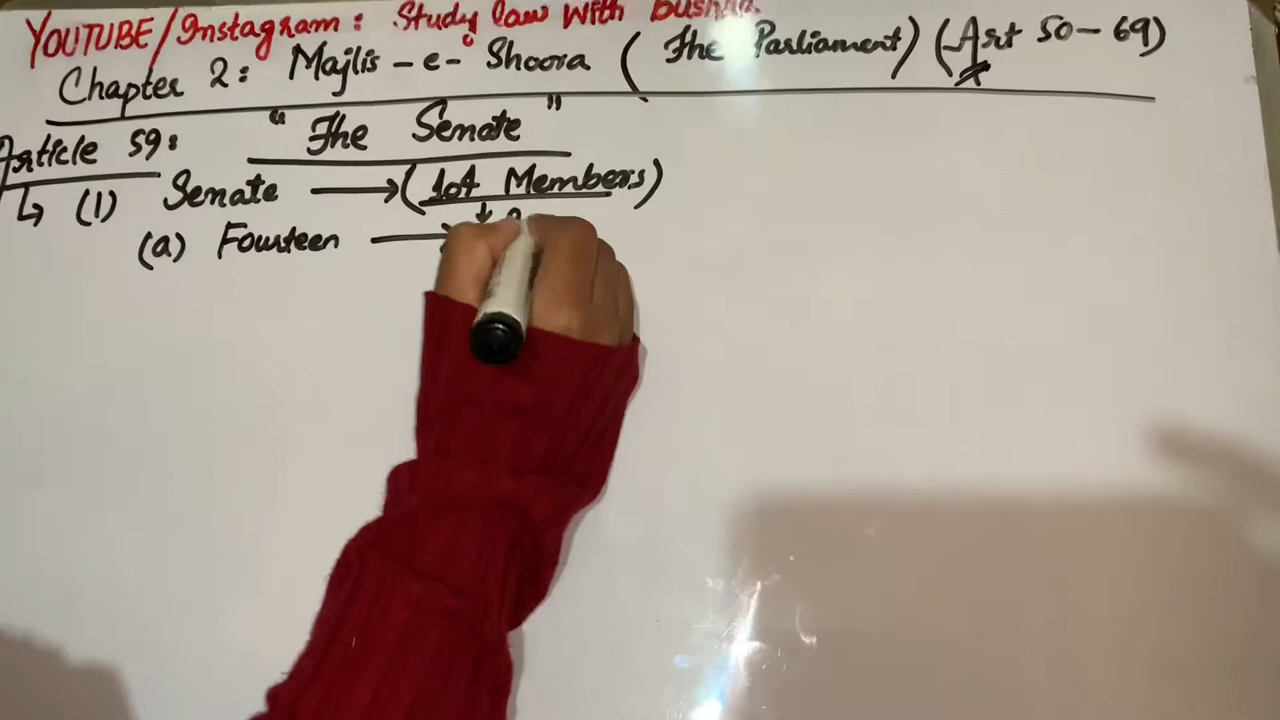 YOUTUBE/Instagram: Study law with Bushra
Chapter 2: Majlis-e-Shoora (The Parliament) (Art 50-69)
"The Senate"
Article 59:
(1) Senate → (104 Members)
(a) Fourteen →